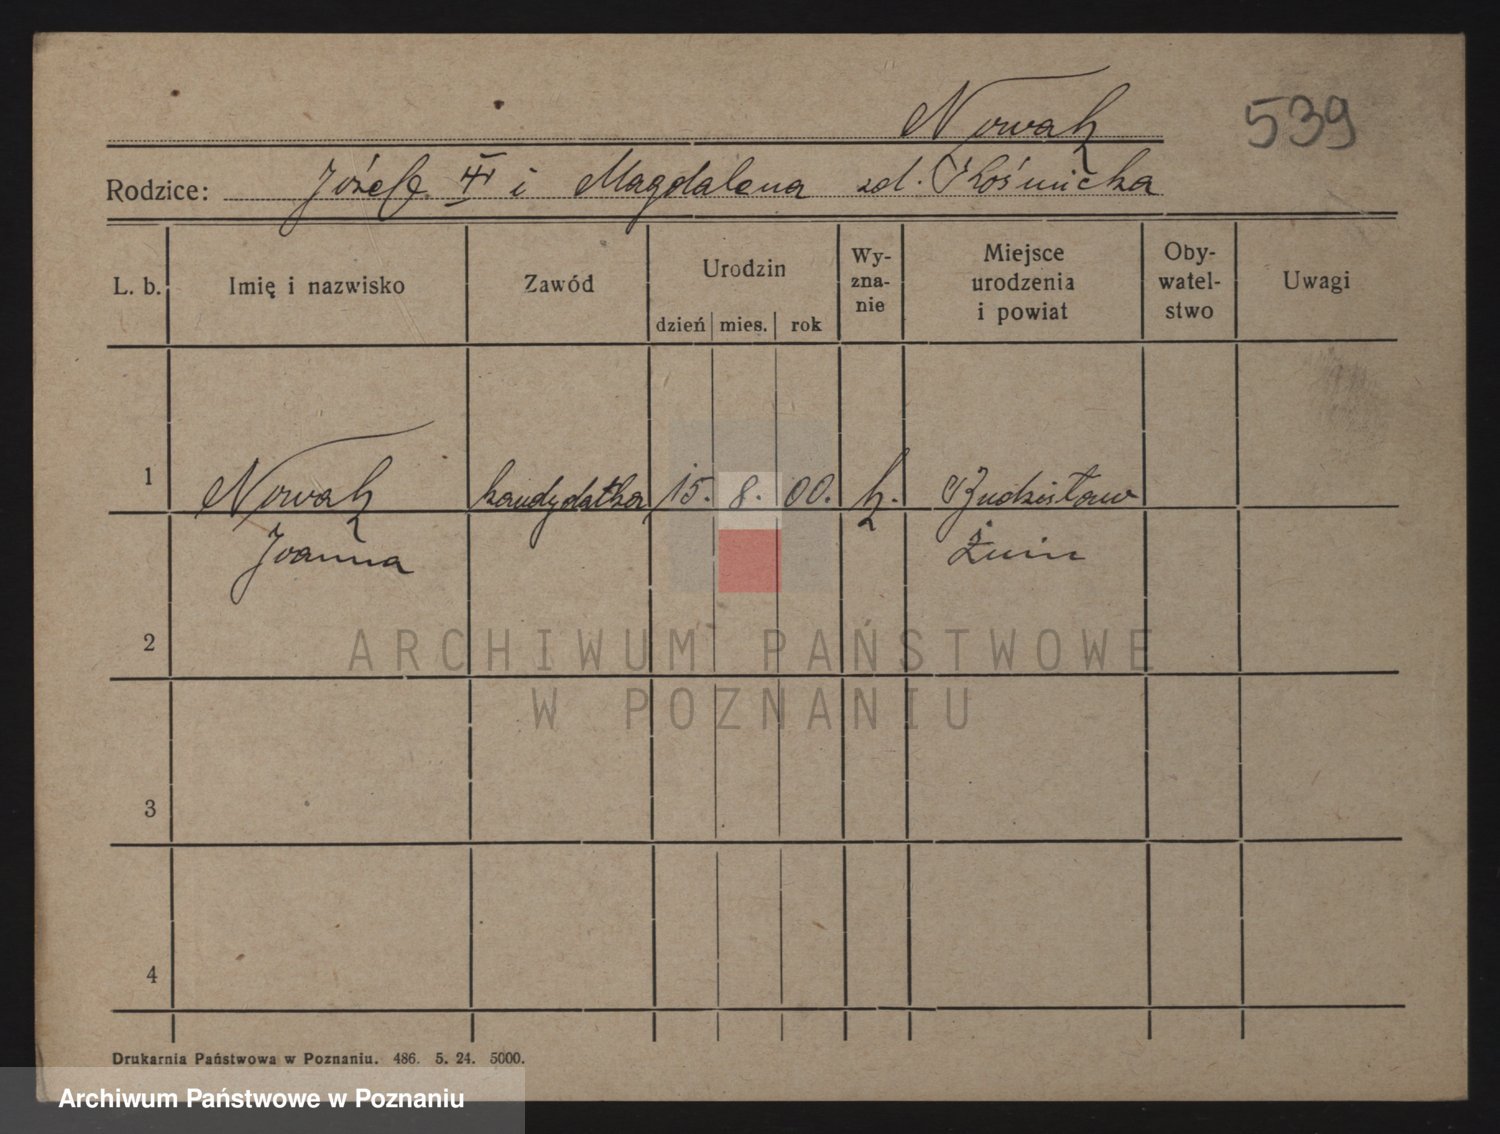 Nowak
539
Rodzice: Józef i Magdalena zd. Kośmicka
L. b. Imię i nazwisko Zawód Urodzin dzień mies. rok Wy-zna-nie Miejsce urodzenia i powiat Oby-watel-stwo Uwagi
1 Nowak kandydatka 15. 8. 00. k. Budzisław
Joanna Żnin
2
ARCHIWUM PAŃSTWOWE
W POZNANIU
3
4
Drukarnia Państwowa w Poznaniu. 486. 5. 24. 5000.
Archiwum Państwowe w Poznaniu